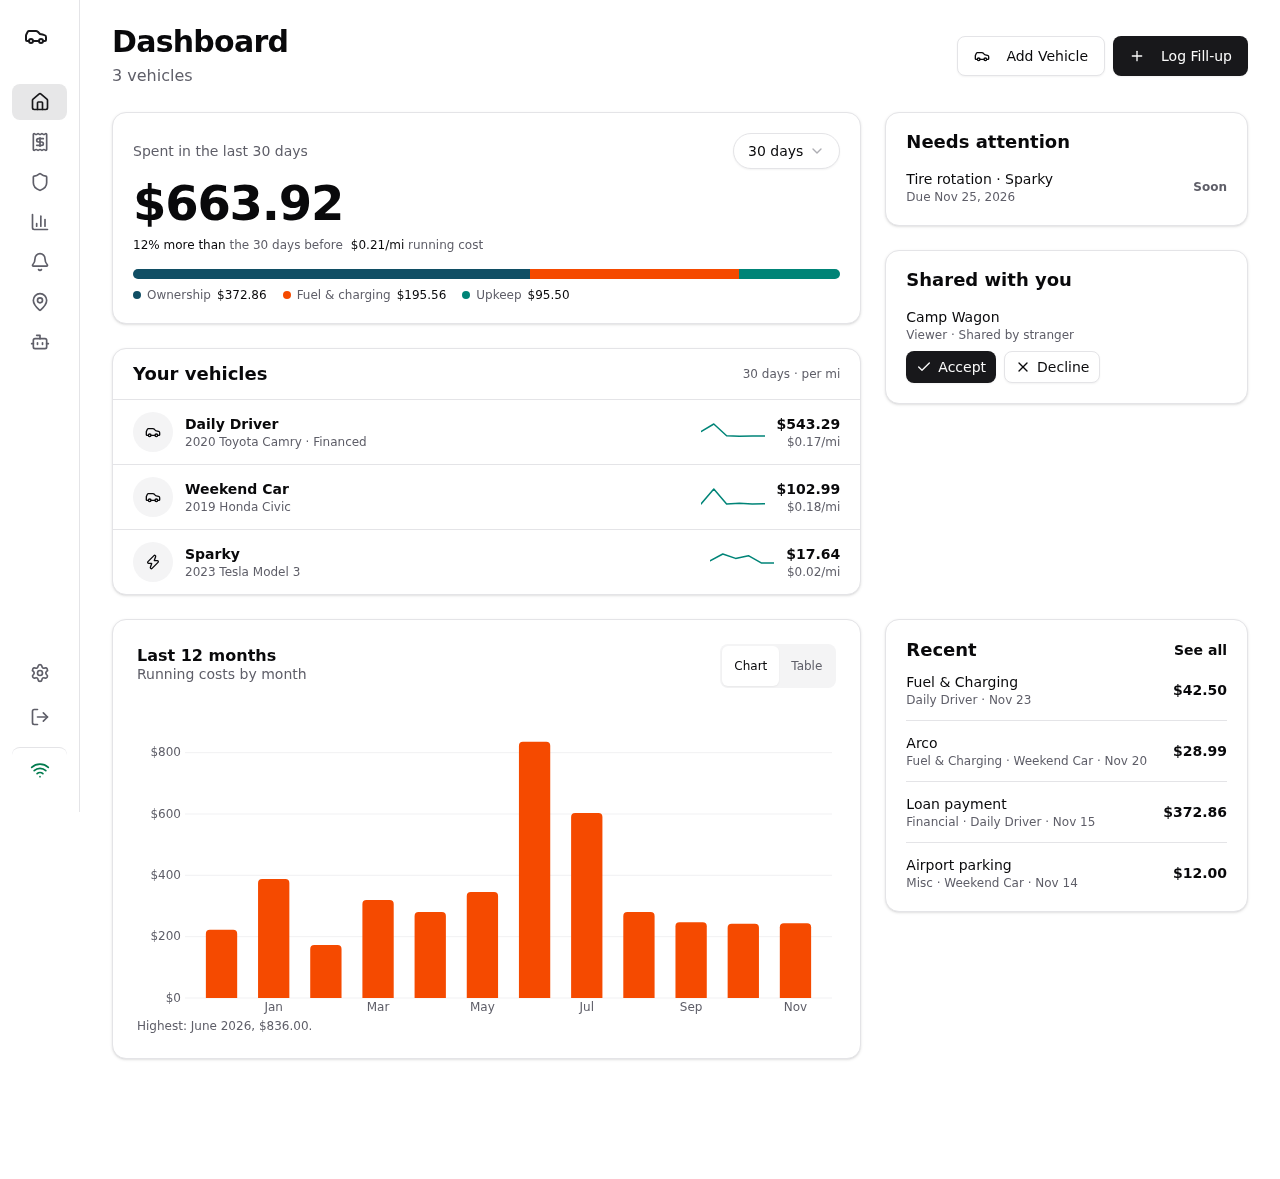 Dashboard
3 vehicles
Add Vehicle
Log Fill-up
Spent in the last 30 days
30 days
$663.92
12% more than the 30 days before $0.21/mi running cost
Ownership $372.86 Fuel & charging $195.56 Upkeep $95.50
Needs attention
Tire rotation · Sparky
Due Nov 25, 2026
Soon
Shared with you
Camp Wagon
Viewer · Shared by stranger
Accept
Decline
Your vehicles
30 days · per mi
Daily Driver
2020 Toyota Camry · Financed
$543.29
$0.17/mi
Weekend Car
2019 Honda Civic
$102.99
$0.18/mi
Sparky
2023 Tesla Model 3
$17.64
$0.02/mi
Last 12 months
Running costs by month
Chart
Table
$800
$600
$400
$200
$0
Jan Mar May Jul Sep Nov
Highest: June 2026, $836.00.
Recent
See all
Fuel & Charging
Daily Driver · Nov 23
$42.50
Arco
Fuel & Charging · Weekend Car · Nov 20
$28.99
Loan payment
Financial · Daily Driver · Nov 15
$372.86
Airport parking
Misc · Weekend Car · Nov 14
$12.00